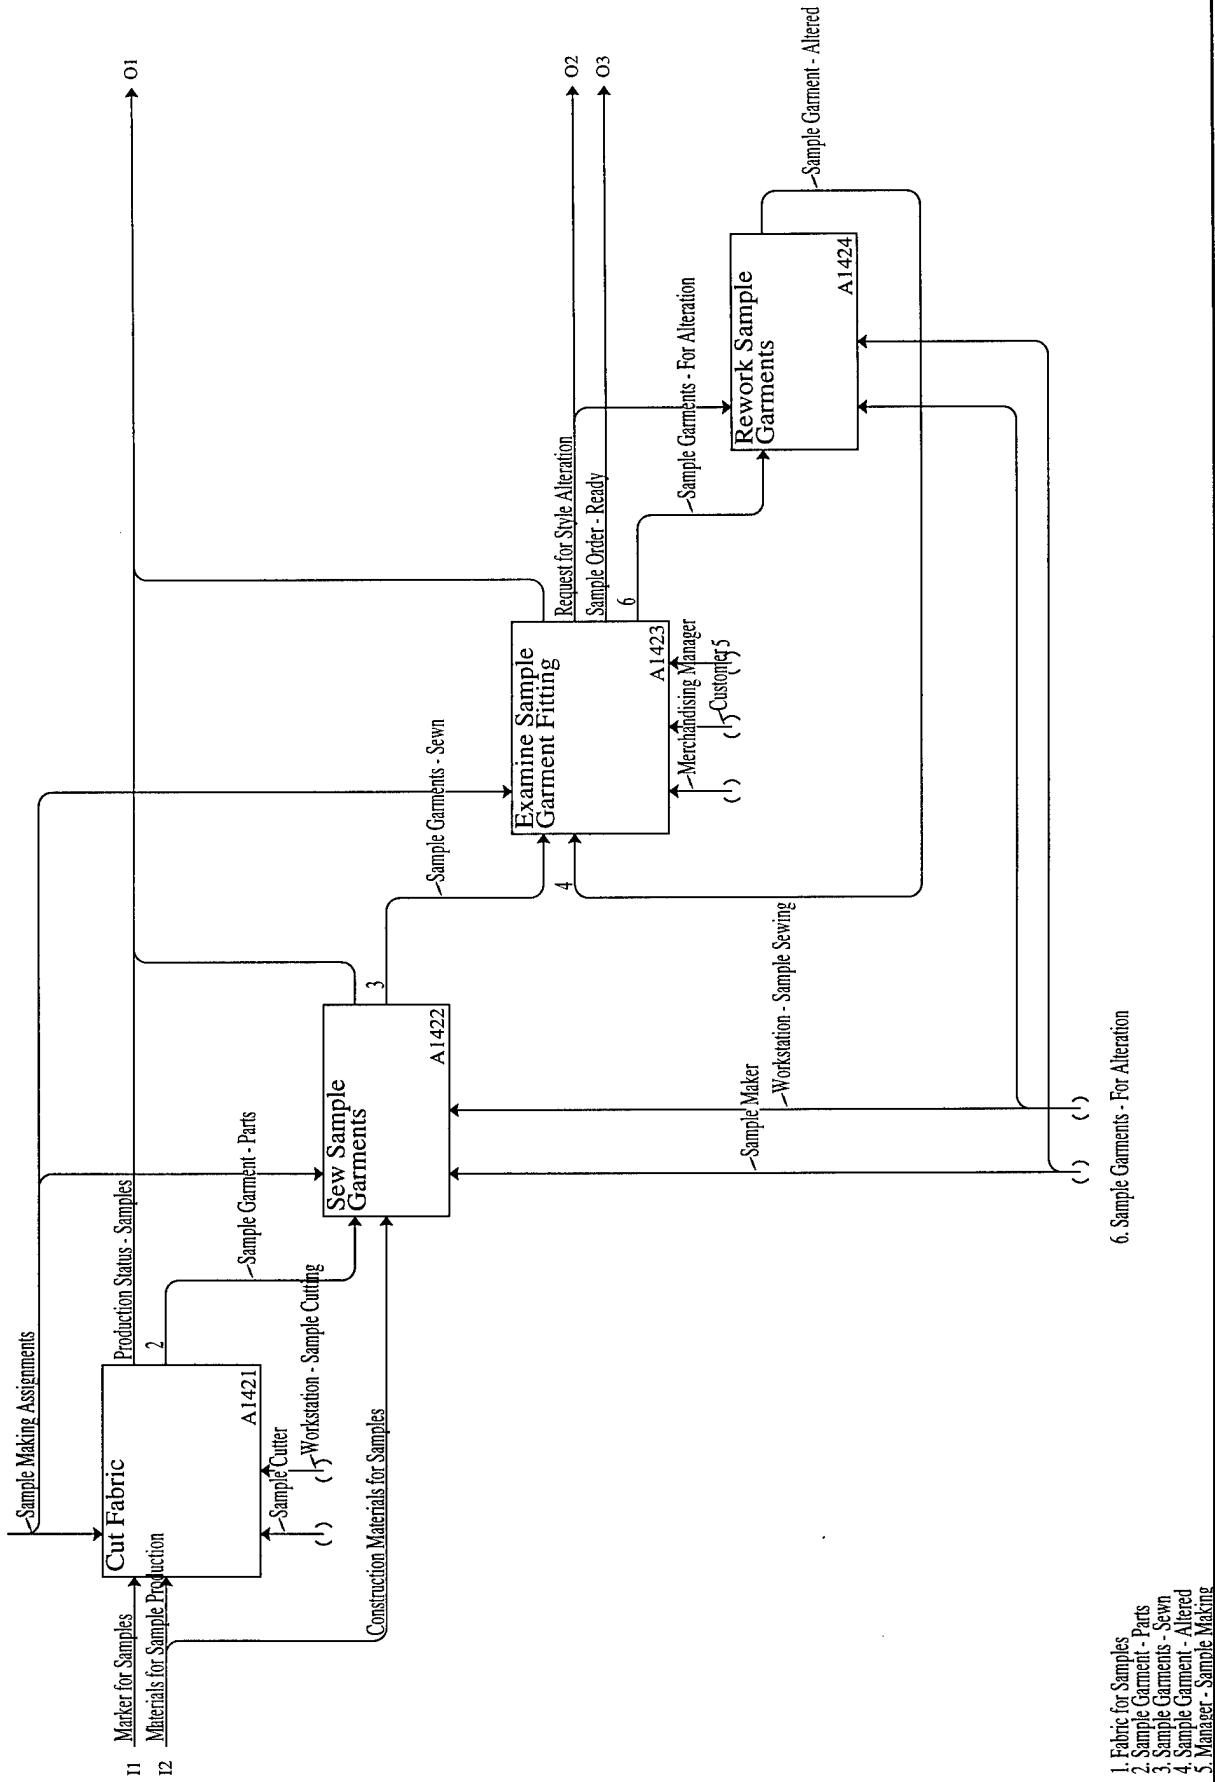 Sample Making Assignments
I1
Marker for Samples
I2
Materials for Sample Production
Cut Fabric
A1421
Production Status - Samples
2
O1
Sample Cutter
( )
Workstation - Sample Cutting
( )
Sample Garment - Parts
Construction Materials for Samples
Sew Sample
Garments
A1422
3
Sample Garments - Sewn
4
Examine Sample
Garment Fitting
A1423
Request for Style Alteration
O2
Sample Order - Ready
O3
6
Merchandising Manager
( )
Customer
( )
5
( )
Sample Garments - For Alteration
Rework Sample
Garments
A1424
Sample Garment - Altered
Sample Maker
( )
Workstation - Sample Sewing
( )
1. Fabric for Samples
2. Sample Garment - Parts
3. Sample Garments - Sewn
4. Sample Garment - Altered
5. Manager - Sample Making
6. Sample Garments - For Alteration